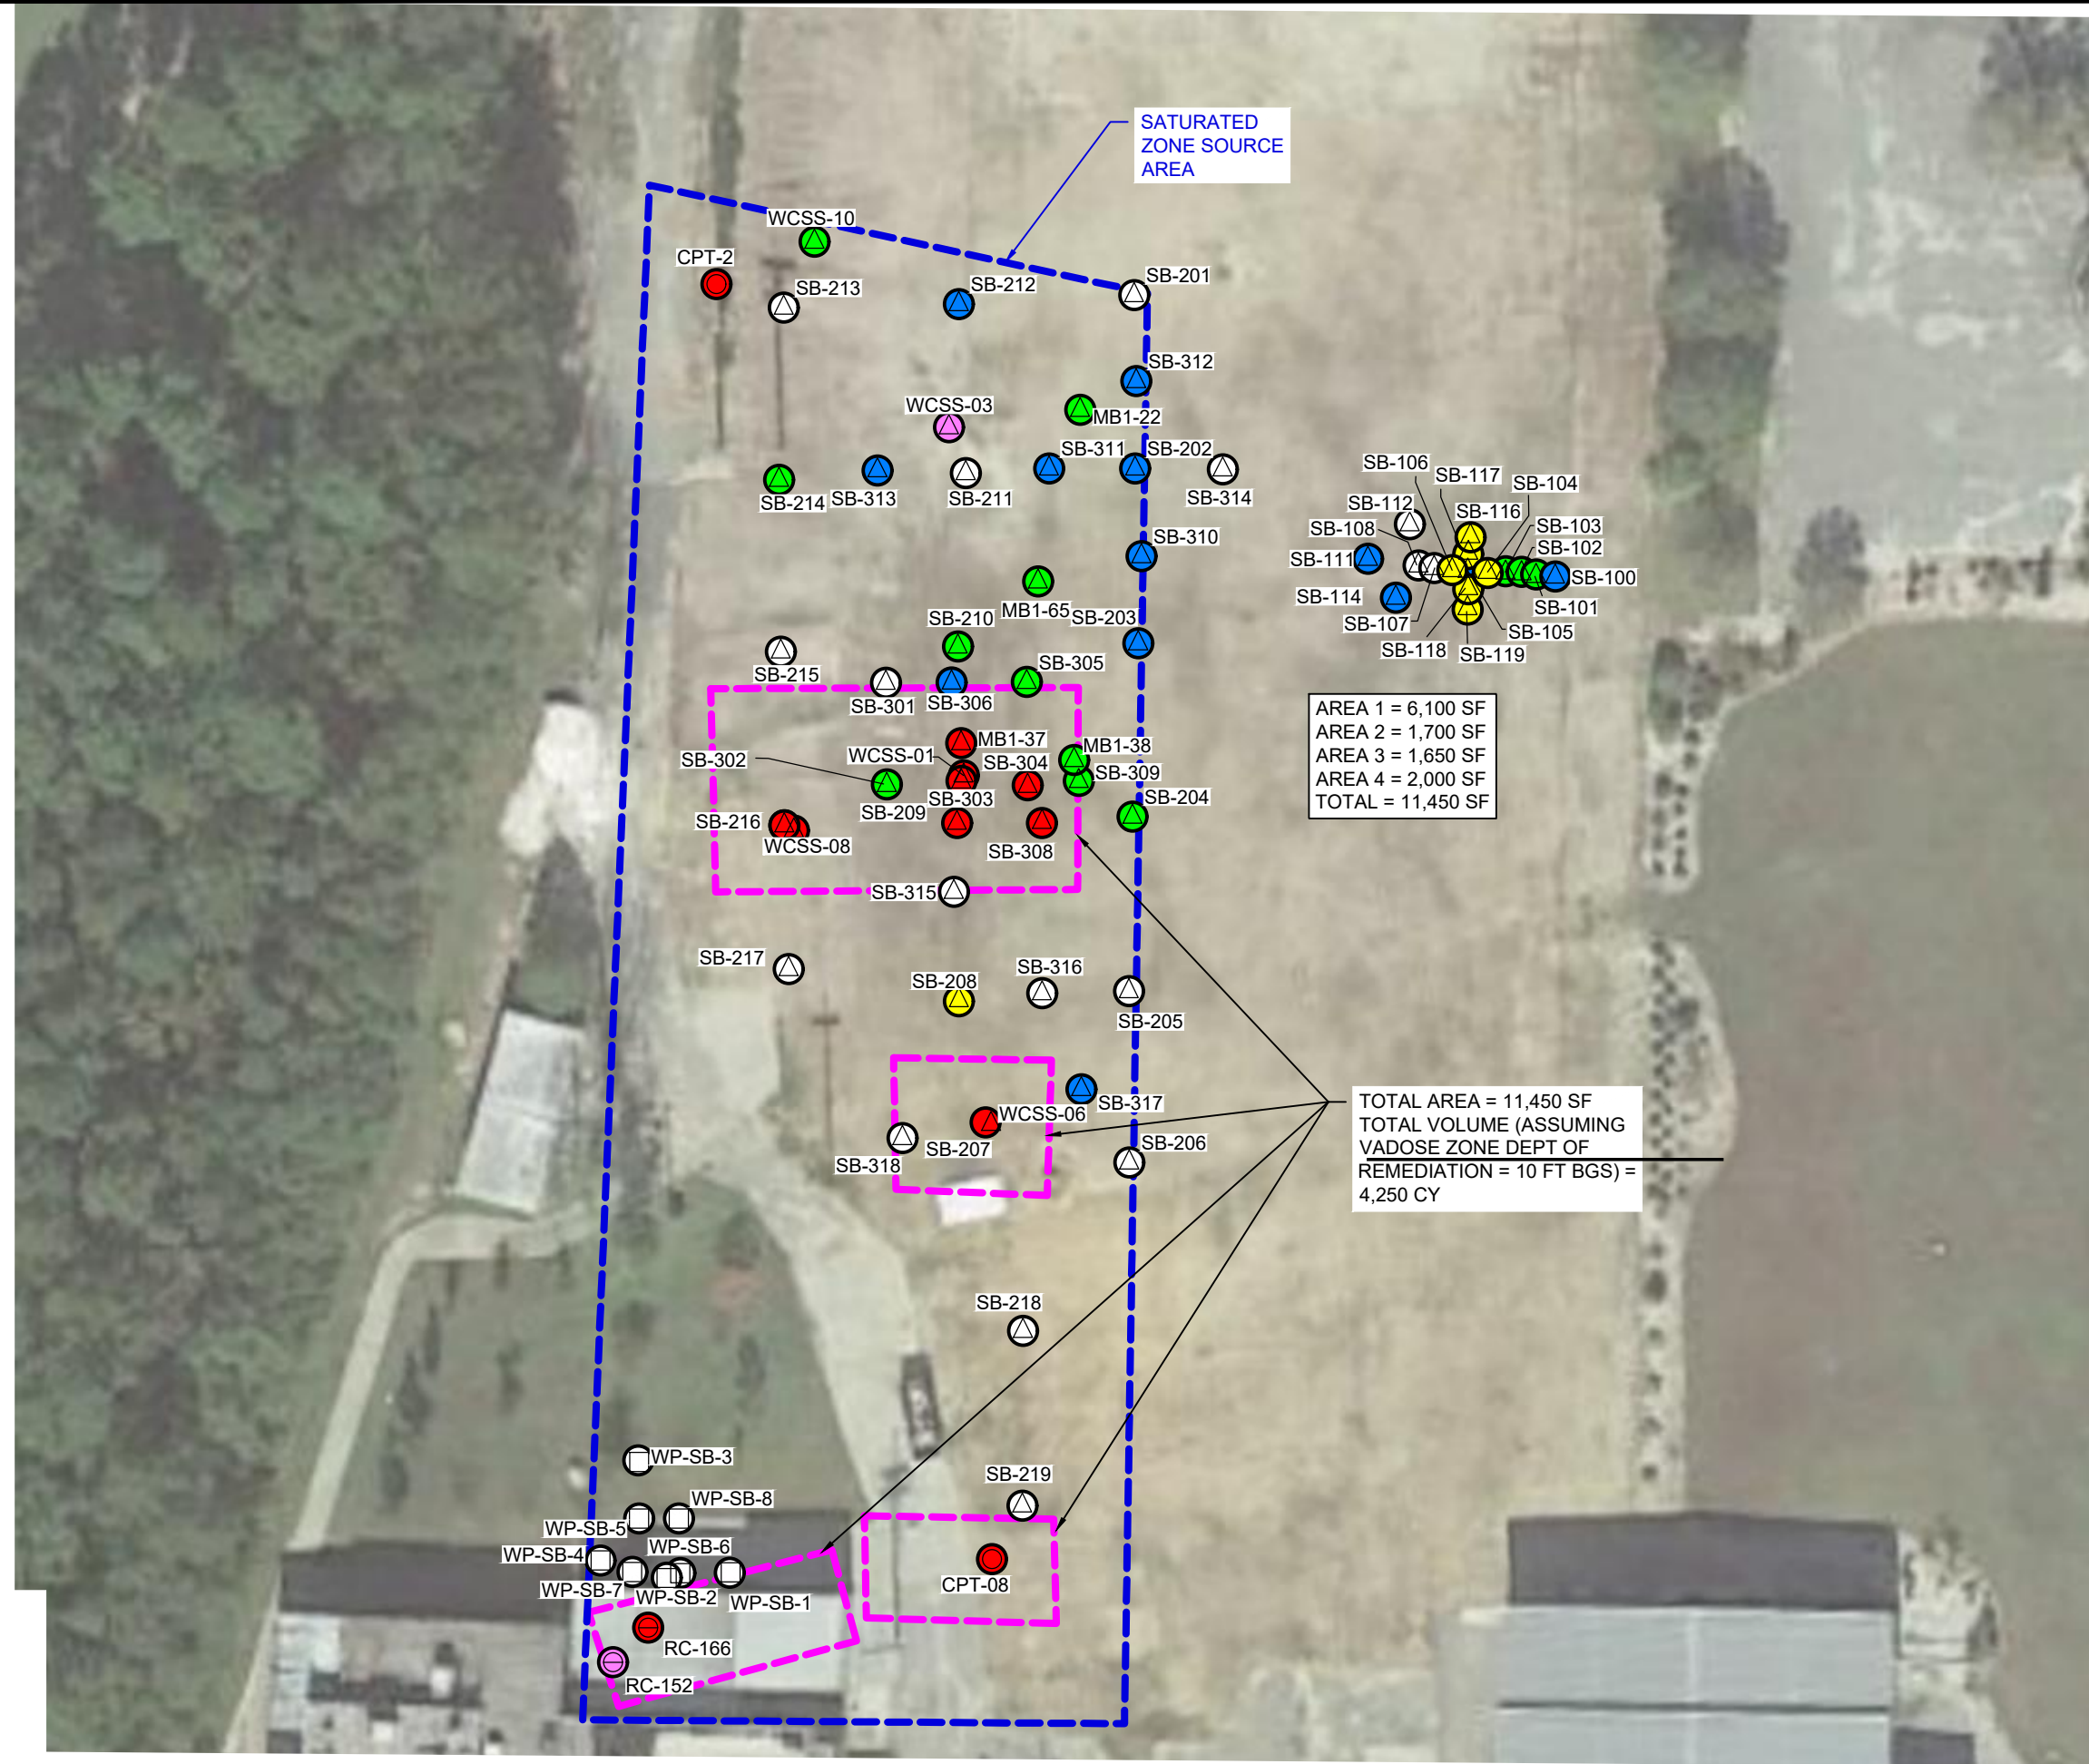 SATURATED
ZONE SOURCE
AREA
WCSS-10
CPT-2
SB-213
SB-212
SB-201
SB-312
WCSS-03
MB1-22
SB-311
SB-202
SB-214
SB-313
SB-211
SB-314
SB-106
SB-117
SB-104
SB-112
SB-116
SB-108
SB-103
SB-310
SB-102
SB-111
SB-100
SB-114
SB-101
MB1-65
SB-203
SB-107
SB-105
SB-210
SB-118
SB-119
SB-215
SB-305
SB-301
SB-306
AREA 1 = 6,100 SF
AREA 2 = 1,700 SF
AREA 3 = 1,650 SF
AREA 4 = 2,000 SF
TOTAL = 11,450 SF
MB1-37
MB1-38
SB-302
WCSS-01
SB-304
SB-309
SB-303
SB-204
SB-209
SB-216
WCSS-08
SB-308
SB-315
SB-217
SB-316
SB-208
SB-205
SB-317
WCSS-06
SB-207
SB-206
SB-318
TOTAL AREA = 11,450 SF
TOTAL VOLUME (ASSUMING
VADOSE ZONE DEPT OF
REMEDIATION = 10 FT BGS) =
4,250 CY
SB-218
WP-SB-3
SB-219
WP-SB-8
WP-SB-5
WP-SB-6
WP-SB-4
WP-SB-7
WP-SB-2
WP-SB-1
CPT-08
RC-166
RC-152